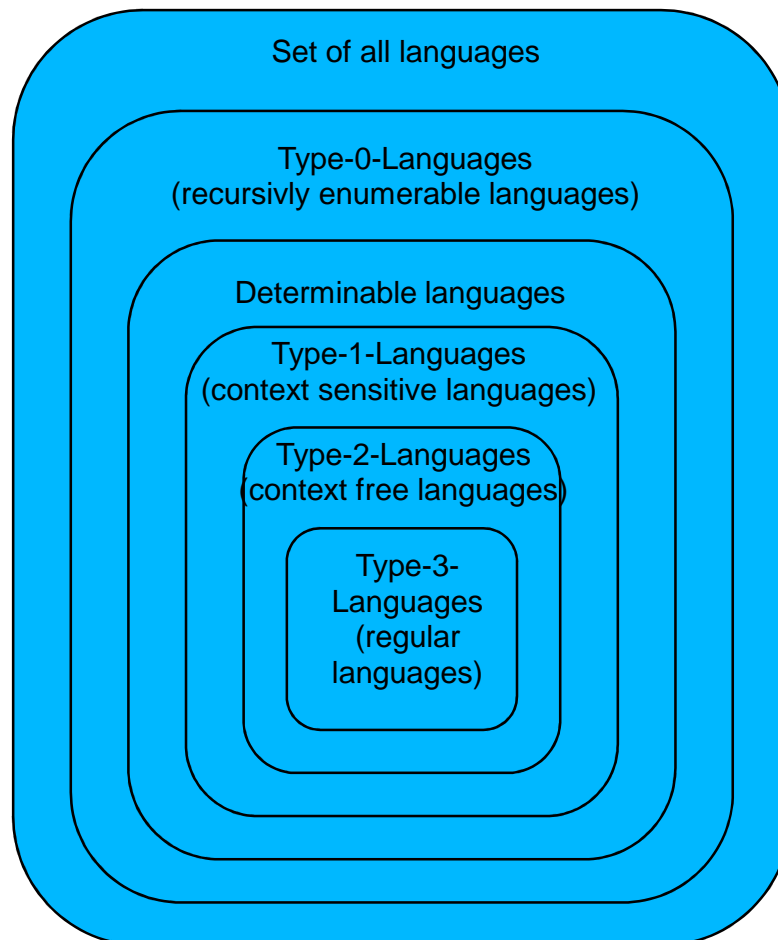 Set of all languages
Type-0-Languages
(recursivly enumerable languages)
Determinable languages
Type-1-Languages
(context sensitive languages)
Type-2-Languages
(context free languages)
Type-3-
Languages
(regular
languages)